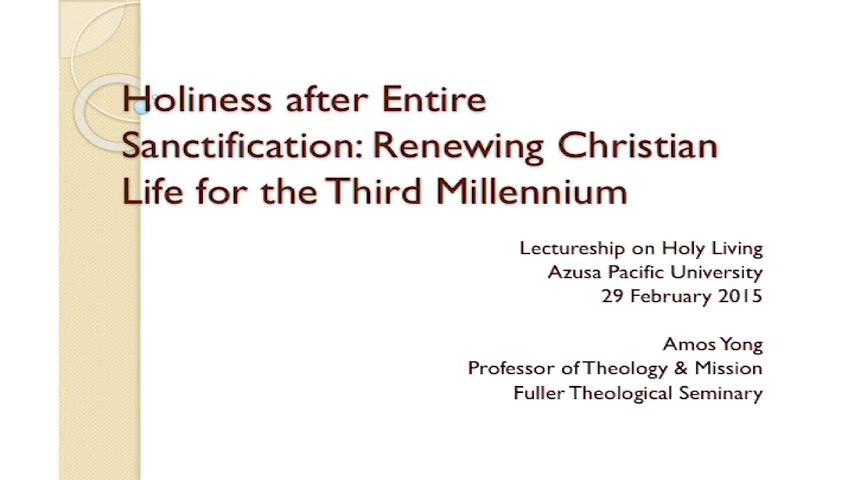 Holiness after Entire
Sanctification: Renewing Christian
Life for the Third Millennium
Lectureship on Holy Living
Azusa Pacific University
29 February 2015
Amos Yong
Professor of Theology & Mission
Fuller Theological Seminary